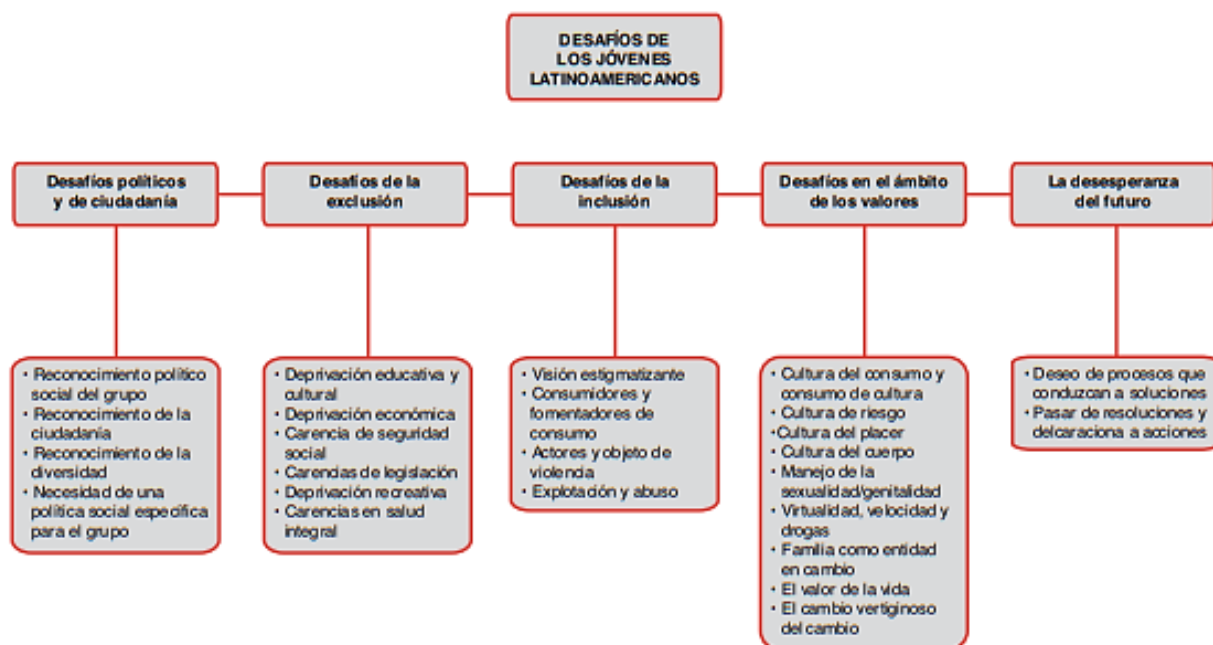 DESAFÍOS DE
LOS JÓVENES
LATINOAMERICANOS
Desafíos políticos
y de ciudadanía
Desafíos de la
exclusión
Desafíos de la
inclusión
Desafíos en el ámbito
de los valores
La desesperanza
del futuro
• Reconocimiento político
social del grupo
• Reconocimiento de la
ciudadanía
• Reconocimiento de la
diversidad
• Necesidad de una
política social específica
para el grupo
• Deprivación educativa y
cultural
• Deprivación económica
• Carencia de seguridad
social
• Carencias de legislación
• Deprivación recreativa
• Carencias en salud
integral
• Visión estigmatizante
• Consumidores y
fomentadores de
consumo
• Actores y objeto de
violencia
• Explotación y abuso
• Cultura del consumo y
consumo de cultura
• Cultura de riesgo
•Cultura del placer
• Cultura del cuerpo
• Manejo de la
sexualidad/genitalidad
• Virtualidad, velocidad y
drogas
• Familia como entidad
en cambio
• El valor de la vida
• El cambio vertiginoso
del cambio
• Deseo de procesos que
conduzcan a soluciones
• Pasar de resoluciones y
delcaraciona a acciones